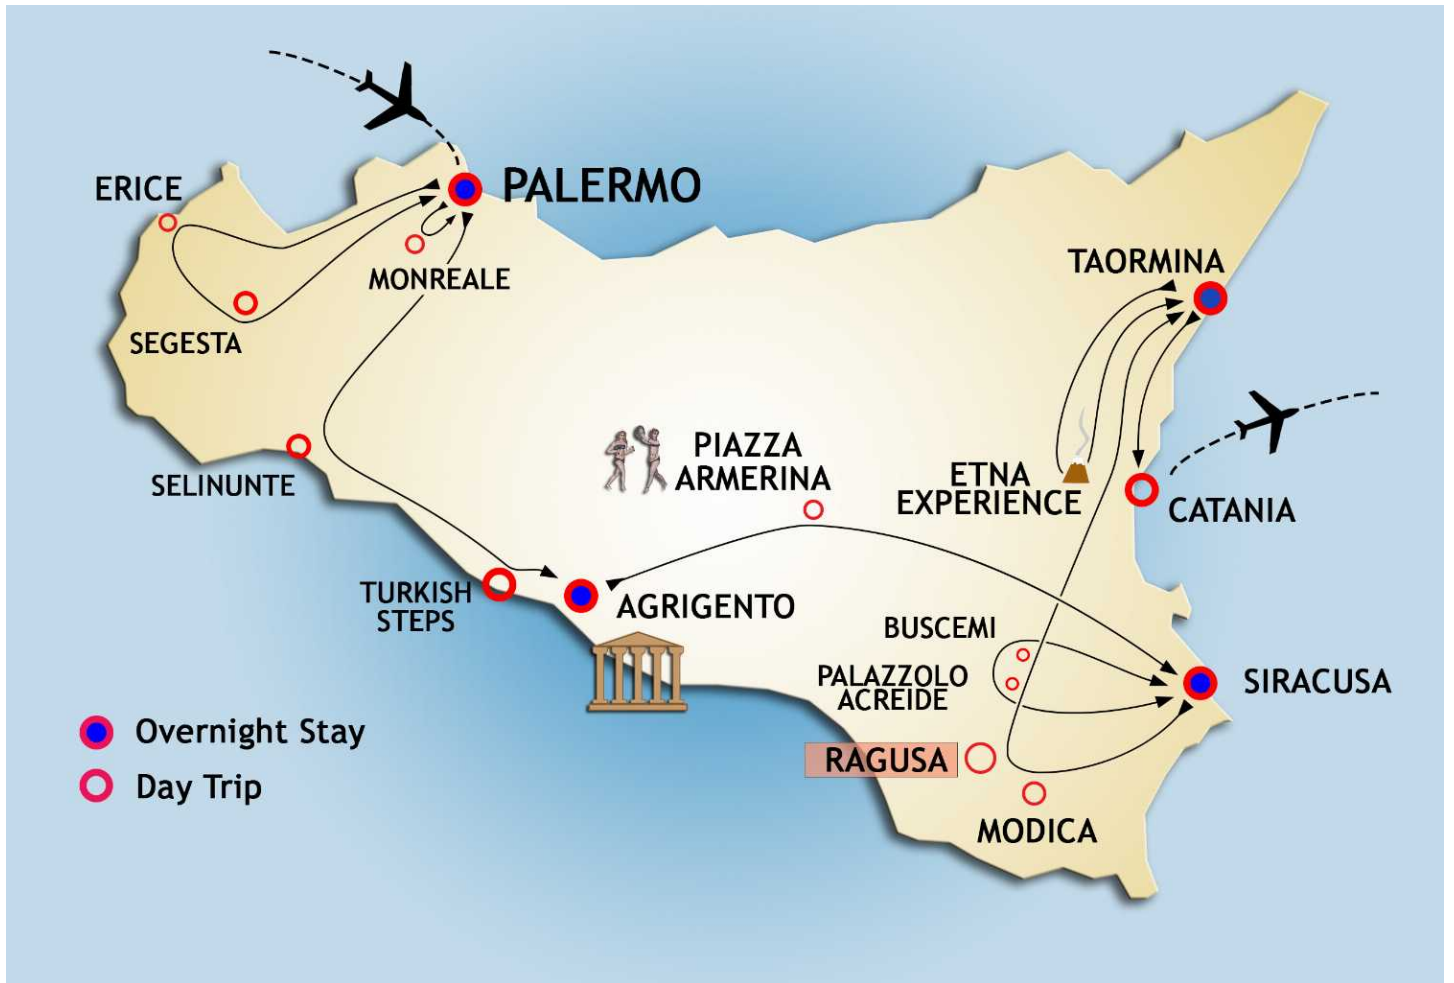 ERICE
PALERMO
MONREALE
TAORMINA
SEGESTA
SELINUNTE
PIAZZA
ARMERINA
ETNA
EXPERIENCE
CATANIA
TURKISH
STEPS
AGRIGENTO
BUSCEMI
PALAZZOLO
ACREIDE
SIRACUSA
RAGUSA
MODICA
Overnight Stay
Day Trip